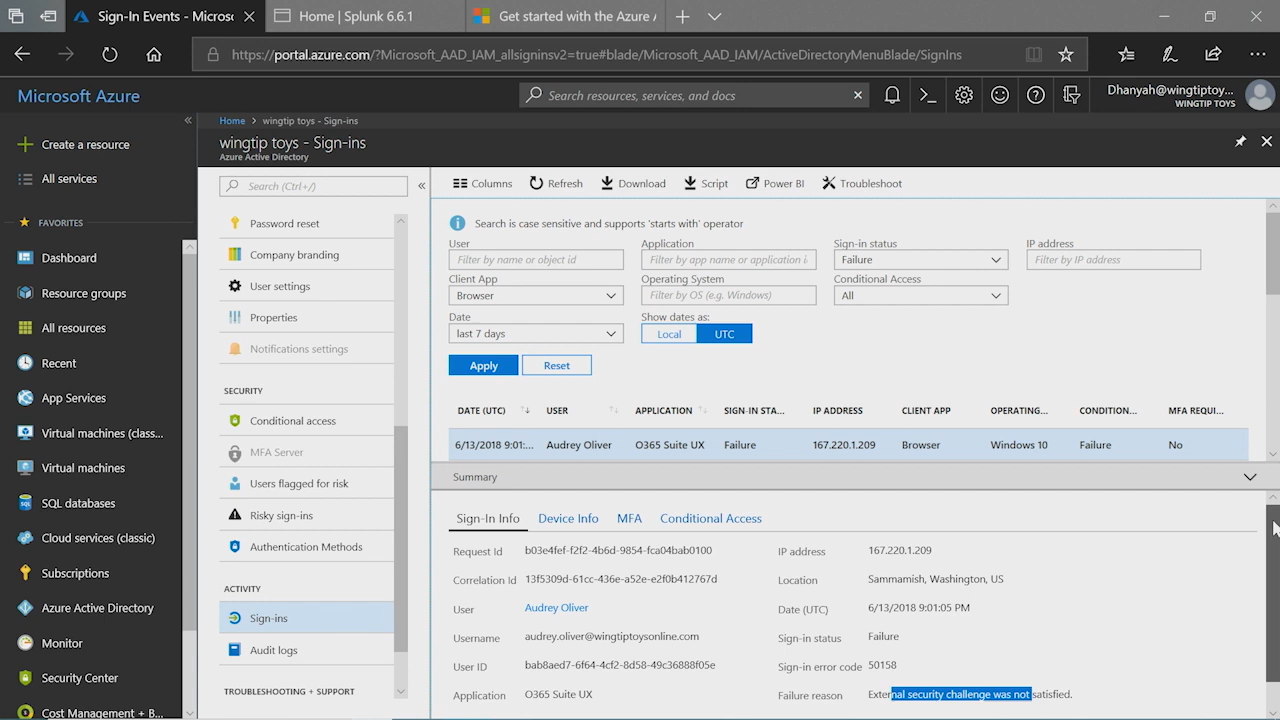 Sign-In Events - Microsc
Home | Splunk 6.6.1
Get started with the Azure
https://portal.azure.com/?Microsoft_AAD_IAM_allsigninsv2=true#blade/Microsoft_AAD_IAM/ActiveDirectoryMenuBlade/SignIns
Microsoft Azure
Search resources, services, and docs
Dhanyah@wingtiptoy...
WINGTIP TOYS
Create a resource
All services
FAVORITES
Dashboard
Resource groups
All resources
Recent
App Services
Virtual machines (class...
Virtual machines
SQL databases
Cloud services (classic)
Subscriptions
Azure Active Directory
Monitor
Security Center
Cost Management + B...
Home > wingtip toys - Sign-ins
wingtip toys - Sign-ins
Azure Active Directory
Search (Ctrl+/)
Password reset
Company branding
User settings
Properties
Notifications settings
SECURITY
Conditional access
MFA Server
Users flagged for risk
Risky sign-ins
Authentication Methods
ACTIVITY
Sign-ins
Audit logs
TROUBLESHOOTING + SUPPORT
Columns Refresh Download Script Power BI Troubleshoot
Search is case sensitive and supports 'starts with' operator
User Application Sign-in status IP address
Filter by name or object id Filter by app name or application i Failure Filter by IP address
Client App Operating System Conditional Access
Browser Filter by OS (e.g. Windows) All
Date Show dates as:
last 7 days Local UTC
Apply Reset
DATE (UTC) USER APPLICATION SIGN-IN STA... IP ADDRESS CLIENT APP OPERATING... CONDITION... MFA REQUI...
6/13/2018 9:01:... Audrey Oliver O365 Suite UX Failure 167.220.1.209 Browser Windows 10 Failure No
Summary
Sign-In Info Device Info MFA Conditional Access
Request Id b03e4fef-f2f2-4b6d-9854-fca04bab0100 IP address 167.220.1.209
Correlation Id 13f5309d-61cc-436e-a52e-e2f0b412767d Location Sammamish, Washington, US
User Audrey Oliver Date (UTC) 6/13/2018 9:01:05 PM
Username audrey.oliver@wingtiptoysonline.com Sign-in status Failure
User ID bab8aed7-6f64-4cf2-8d58-49c36888f05e Sign-in error code 50158
Application O365 Suite UX Failure reason External security challenge was not satisfied.